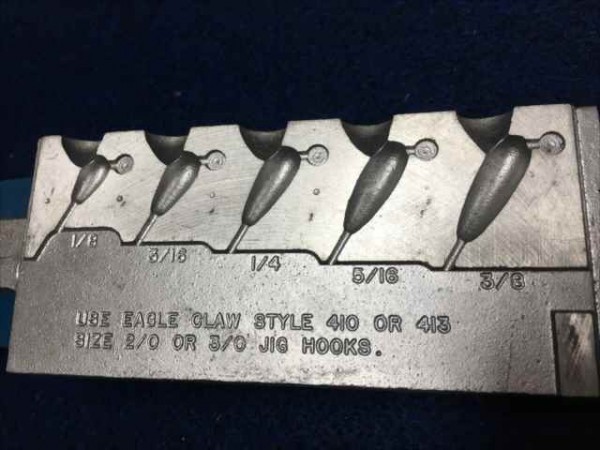 1/8 3/16 1/4 5/16 3/8
USE EAGLE CLAW STYLE 410 OR 413
SIZE 2/0 OR 3/0 JIG HOOKS.